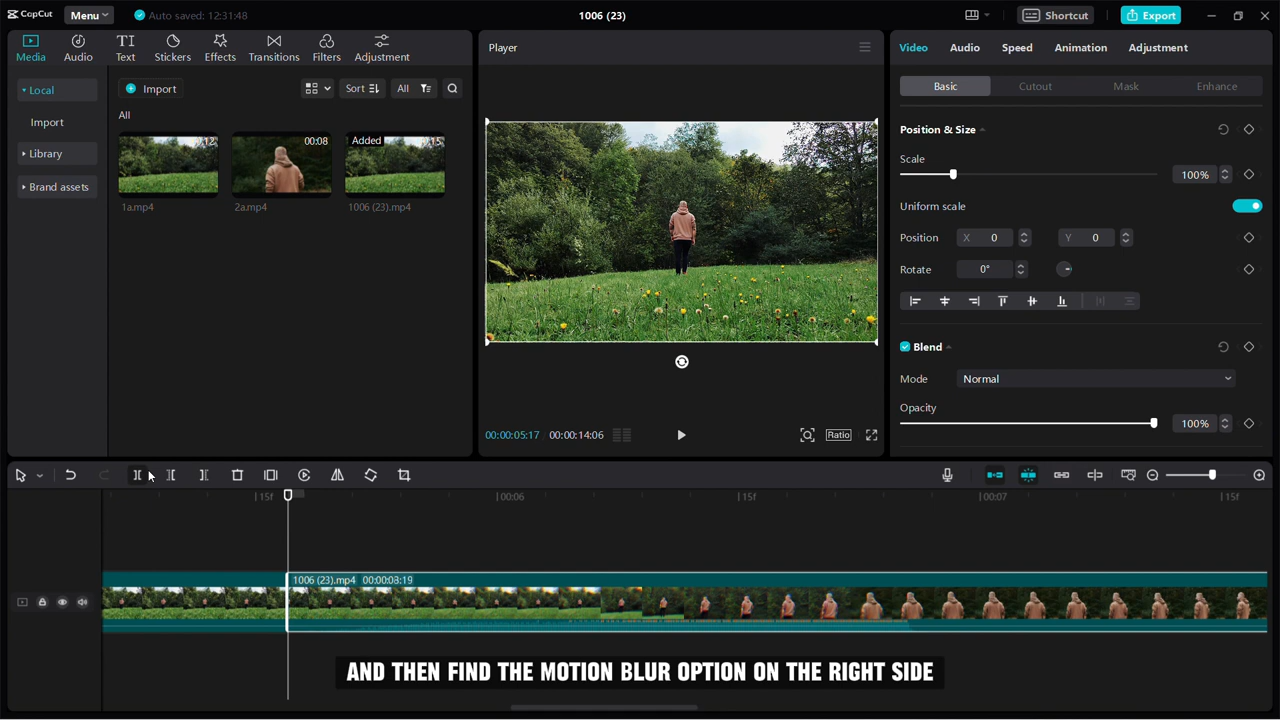 CapCut
Menu
Auto saved: 12:31:48
1006 (23)
Shortcut
Export
Media
Audio
Text
Stickers
Effects
Transitions
Filters
Adjustment
Local
Import
Library
Brand assets
Import
Sort
All
All
00:08
Added
1a.mp4
2a.mp4
1006 (23).mp4
Player
00:00:05:17
00:00:14:06
Ratio
Video
Audio
Speed
Animation
Adjustment
Basic
Cutout
Mask
Enhance
Position & Size
Scale
100%
Uniform scale
Position
X 0
Y 0
Rotate
0°
Blend
Mode
Normal
Opacity
100%
15f
00:06
15f
00:07
15f
1006 (23).mp4 00:00:03:19
AND THEN FIND THE MOTION BLUR OPTION ON THE RIGHT SIDE